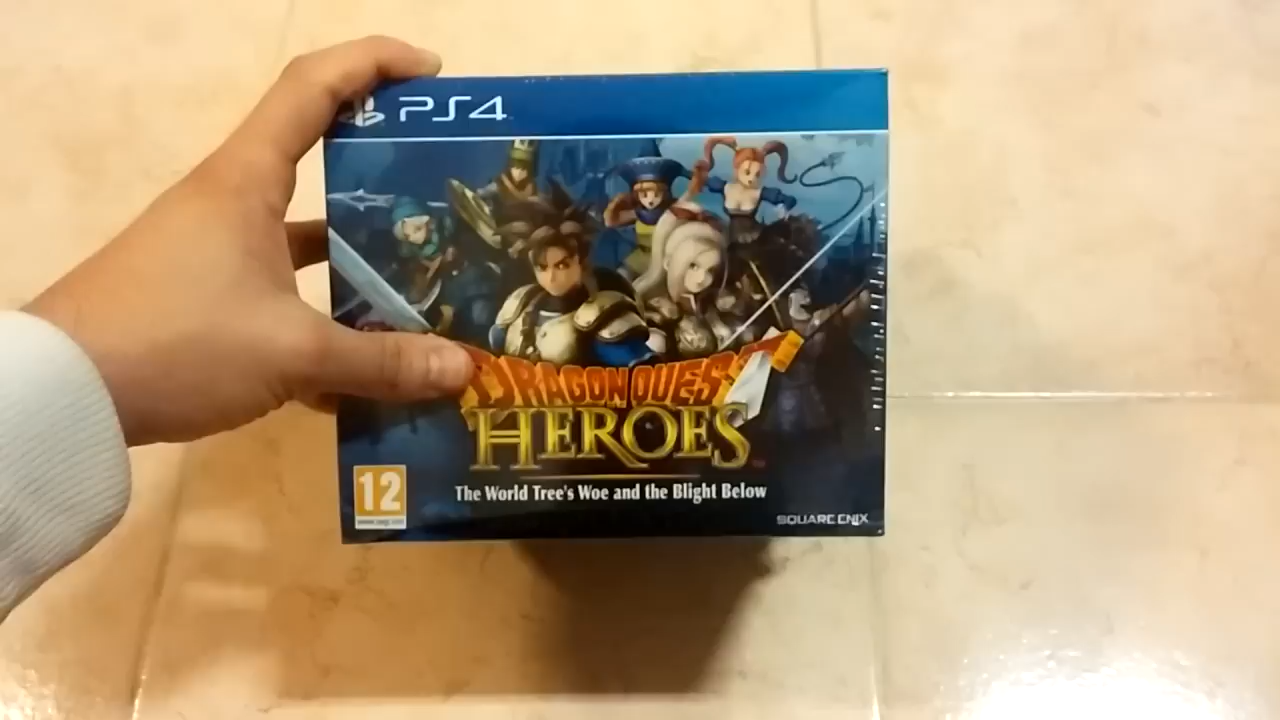 PS4
DRAGON QUEST
HEROES
The World Tree's Woe and the Blight Below
12
SQUARE ENIX